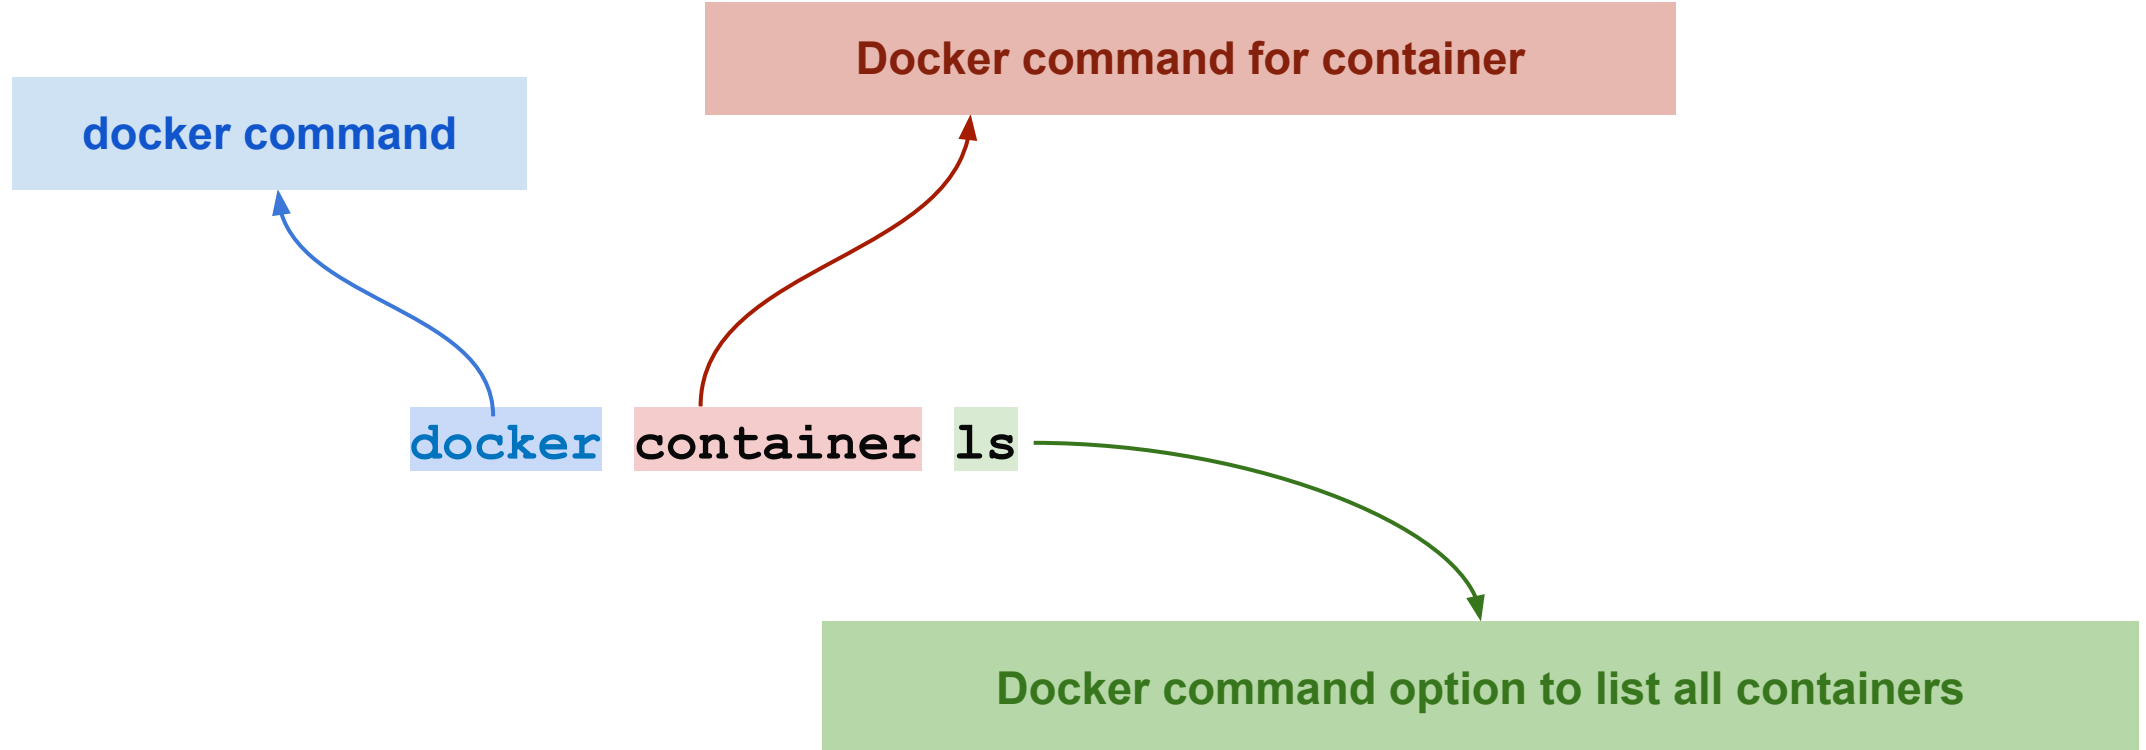 Docker command for container
docker command
docker container ls
Docker command option to list all containers